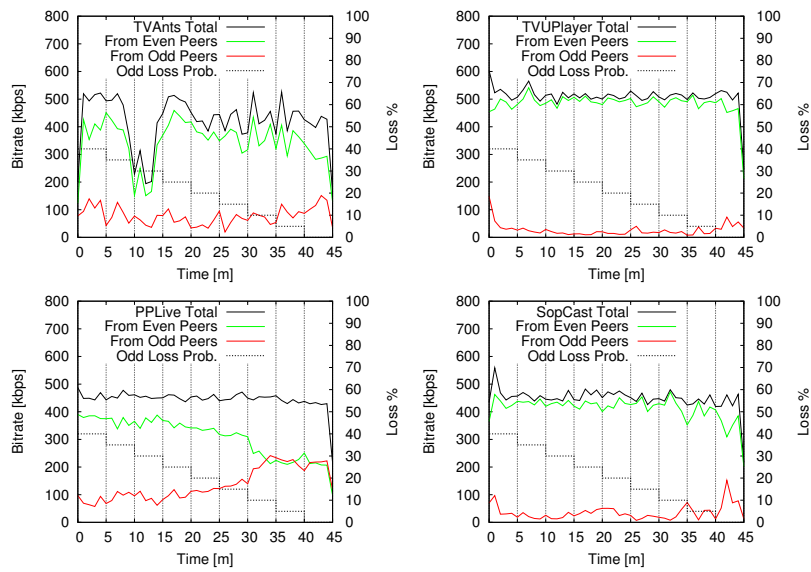 TVAnts Total
From Even Peers
From Odd Peers
Odd Loss Prob.
800
700
600
500
400
300
200
100
0
Bitrate [kbps]
100
90
80
70
60
50
40
30
20
10
0
Loss %
0 5 10 15 20 25 30 35 40 45
Time [m]
TVUPlayer Total
From Even Peers
From Odd Peers
Odd Loss Prob.
800
700
600
500
400
300
200
100
0
Bitrate [kbps]
100
90
80
70
60
50
40
30
20
10
0
Loss %
0 5 10 15 20 25 30 35 40 45
Time [m]
PPLive Total
From Even Peers
From Odd Peers
Odd Loss Prob.
800
700
600
500
400
300
200
100
0
Bitrate [kbps]
100
90
80
70
60
50
40
30
20
10
0
Loss %
0 5 10 15 20 25 30 35 40 45
Time [m]
SopCast Total
From Even Peers
From Odd Peers
Odd Loss Prob.
800
700
600
500
400
300
200
100
0
Bitrate [kbps]
100
90
80
70
60
50
40
30
20
10
0
Loss %
0 5 10 15 20 25 30 35 40 45
Time [m]